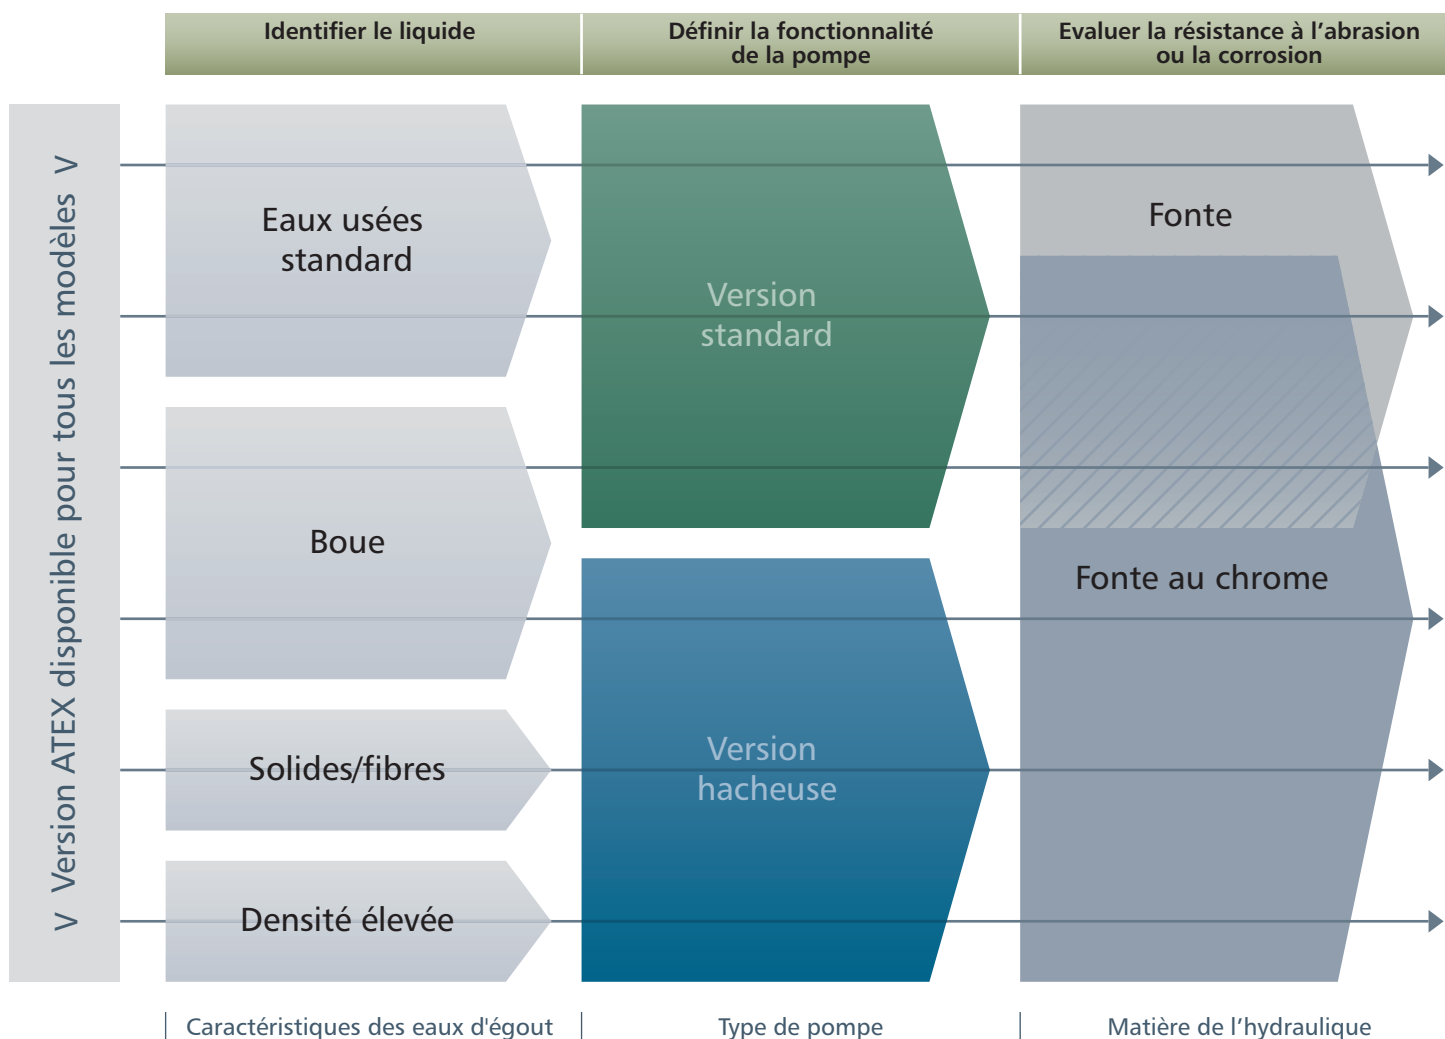 Identifier le liquide
Définir la fonctionnalité
de la pompe
Evaluer la résistance à l’abrasion
ou la corrosion
V Version ATEX disponible pour tous les modèles V
Eaux usées
standard
Boue
Solides/fibres
Densité élevée
Version
standard
Version
hacheuse
Fonte
Fonte au chrome
Caractéristiques des eaux d'égout
Type de pompe
Matière de l’hydraulique